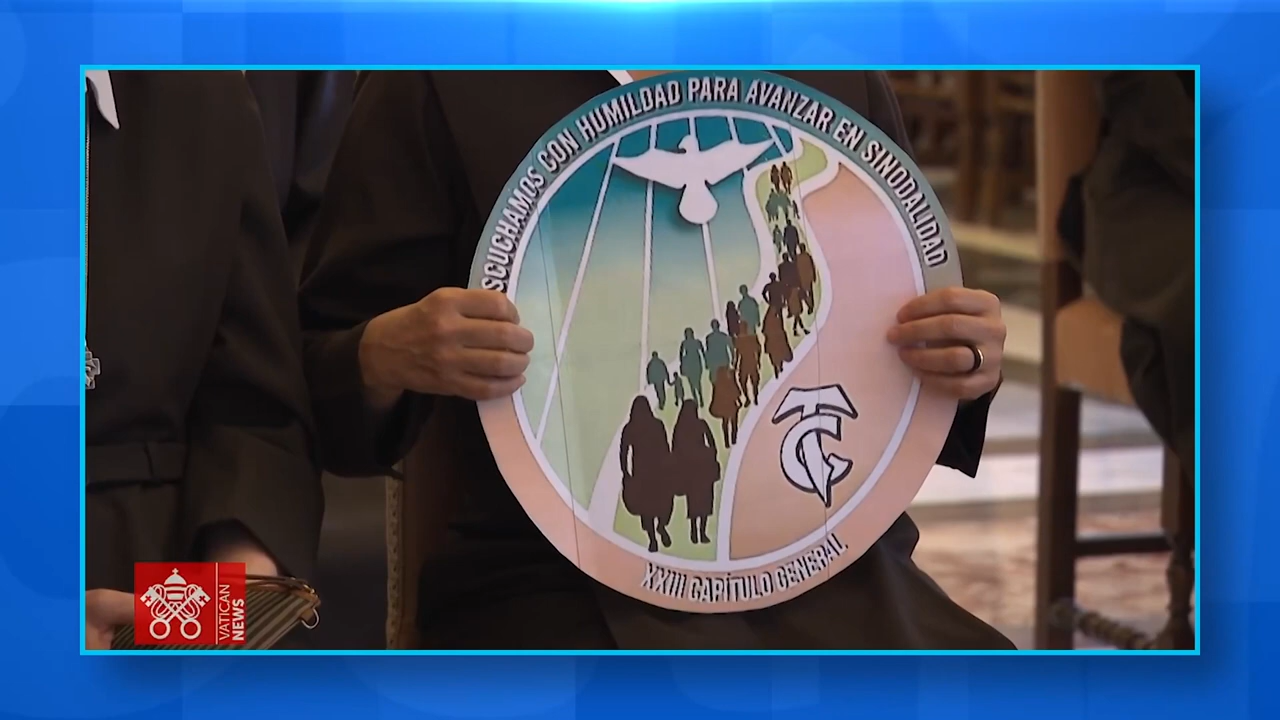 SCUCHAMOS CON HUMILDAD PARA AVANZAR EN SINODALIDAD
XXIII CAPÍTULO GENERAL
VATICAN
NEWS